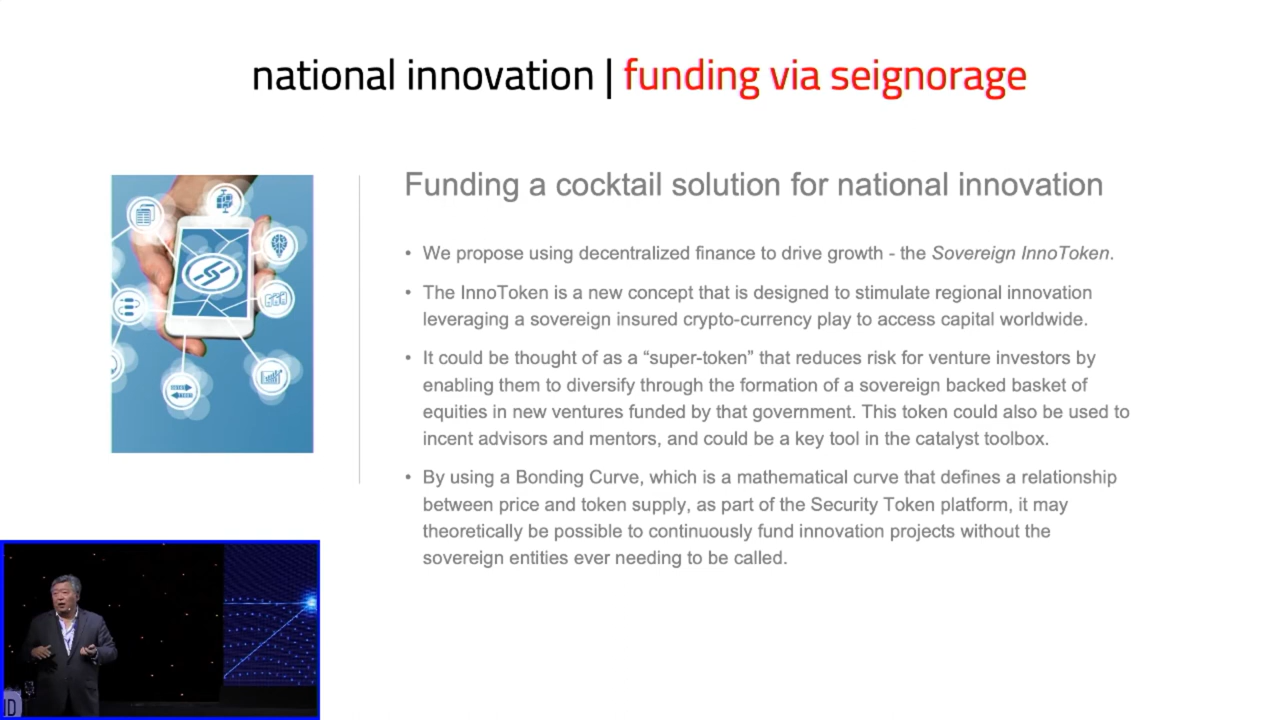 national innovation | funding via seignorage
Funding a cocktail solution for national innovation
• We propose using decentralized finance to drive growth - the Sovereign InnoToken.
• The InnoToken is a new concept that is designed to stimulate regional innovation
leveraging a sovereign insured crypto-currency play to access capital worldwide.
• It could be thought of as a “super-token” that reduces risk for venture investors by
enabling them to diversify through the formation of a sovereign backed basket of
equities in new ventures funded by that government. This token could also be used to
incent advisors and mentors, and could be a key tool in the catalyst toolbox.
• By using a Bonding Curve, which is a mathematical curve that defines a relationship
between price and token supply, as part of the Security Token platform, it may
theoretically be possible to continuously fund innovation projects without the
sovereign entities ever needing to be called.